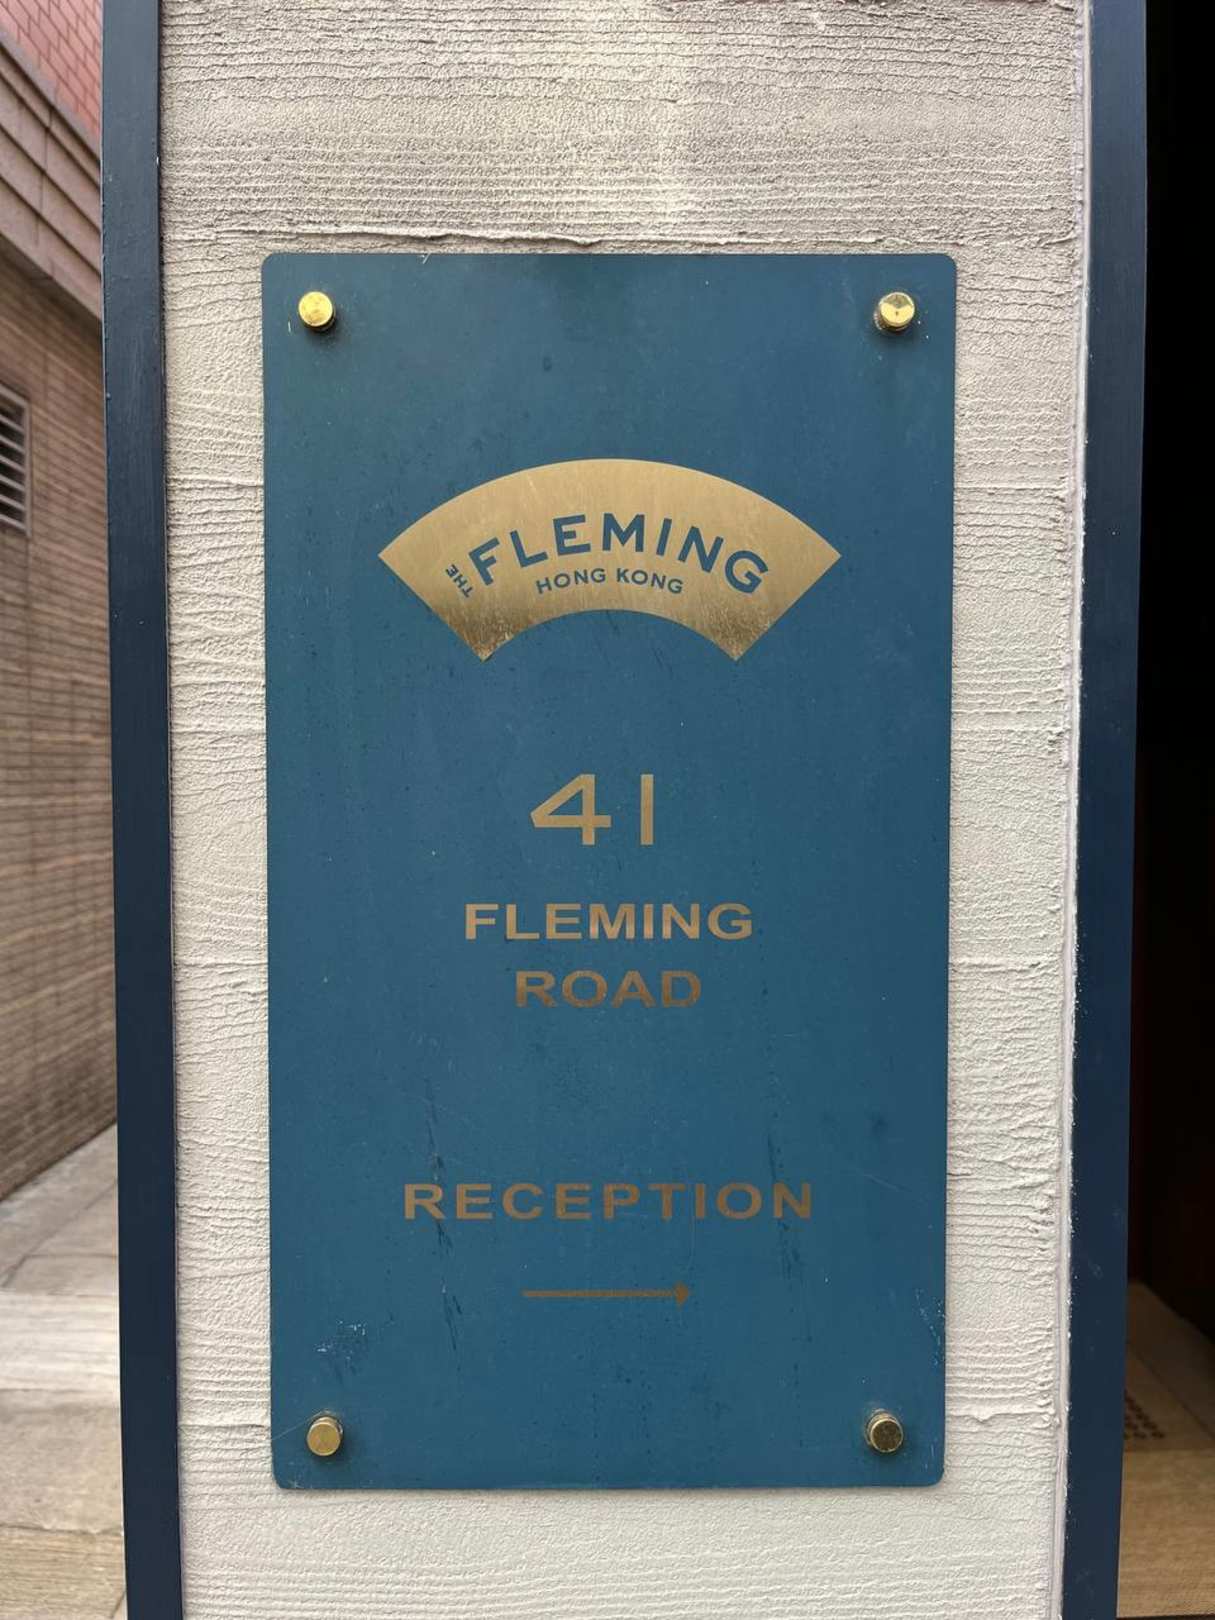 THE FLEMING
HONG KONG
41
FLEMING
ROAD
RECEPTION